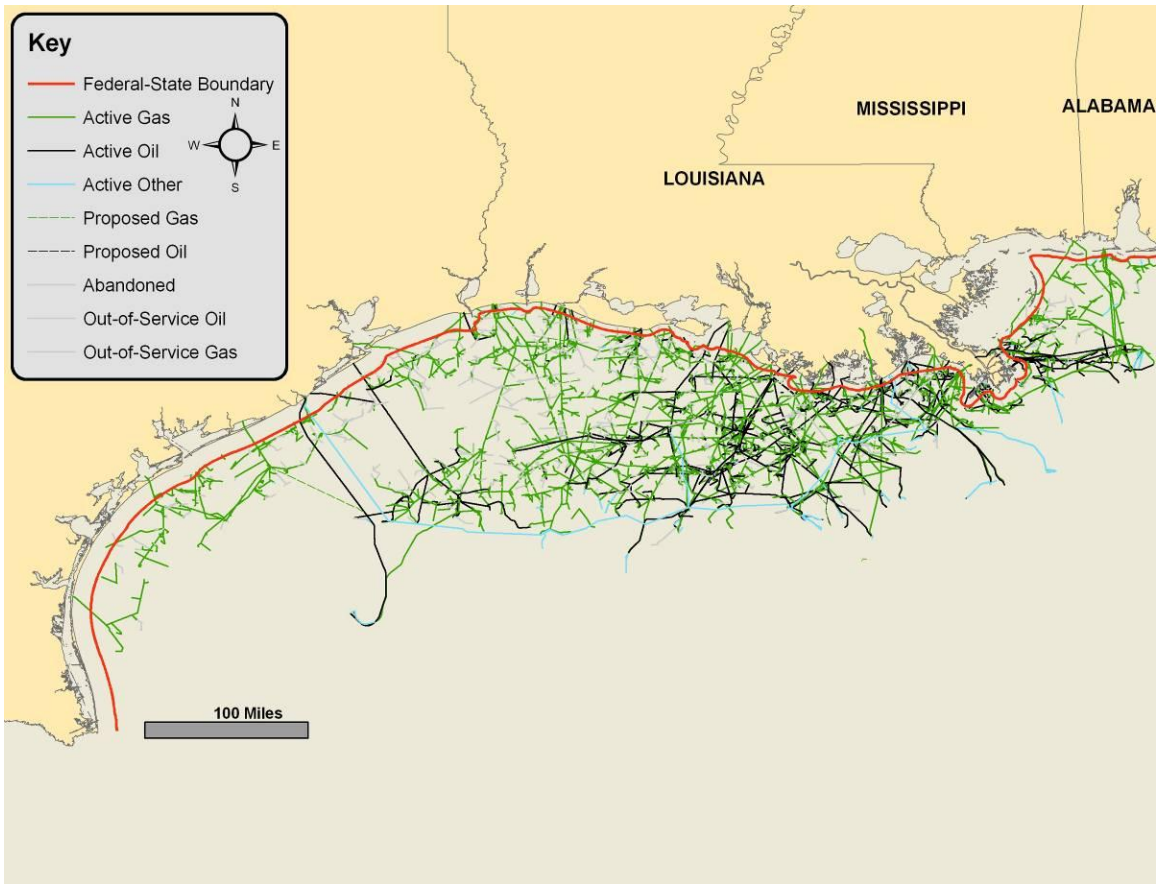 Key
Federal-State Boundary
Active Gas
Active Oil
Active Other
Proposed Gas
Proposed Oil
Abandoned
Out-of-Service Oil
Out-of-Service Gas
N
W E
S
MISSISSIPPI
ALABAMA
LOUISIANA
100 Miles